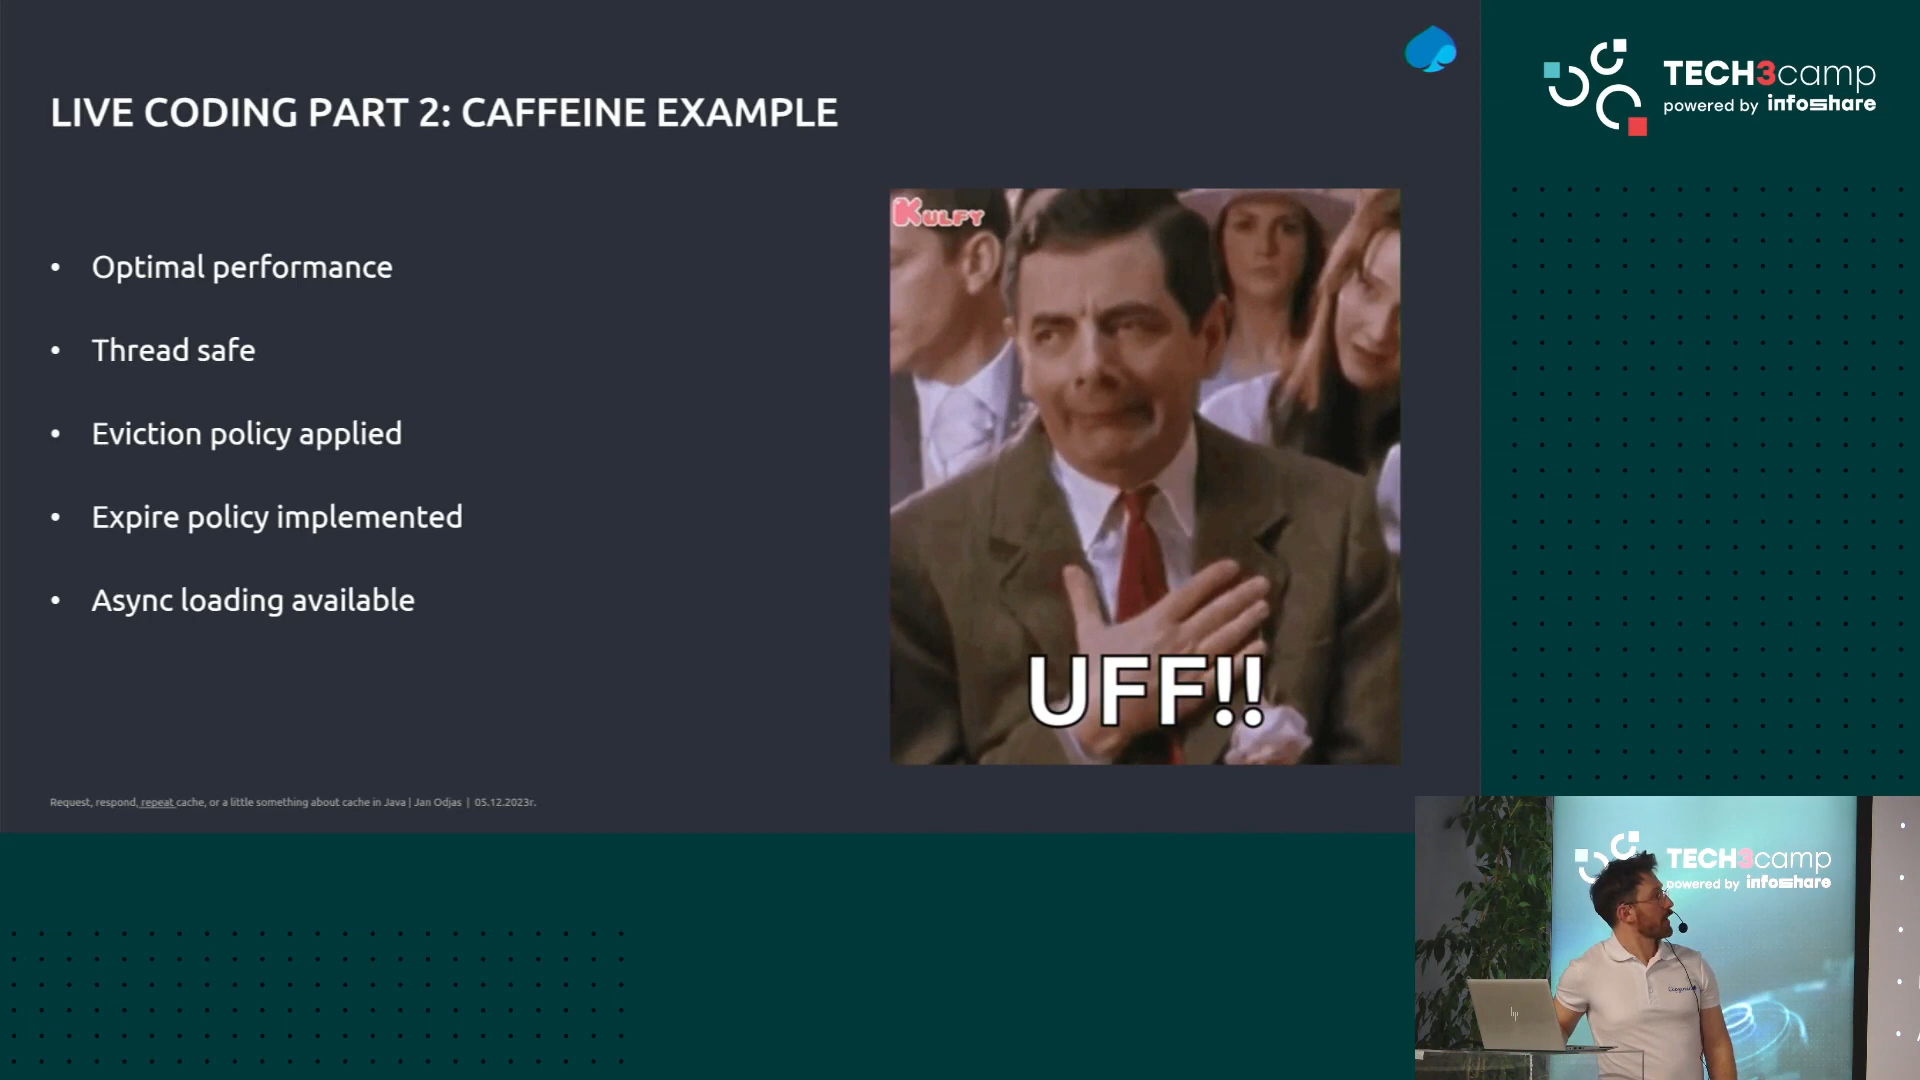 LIVE CODING PART 2: CAFFEINE EXAMPLE
• Optimal performance
• Thread safe
• Eviction policy applied
• Expire policy implemented
• Async loading available
KULFY
UFF!!
Request, respond, repeat cache, or a little something about cache in Java | Jan Odjas | 05.12.2023r.
TECH3camp
powered by infoshare
TECH3camp
powered by infoshare
hp